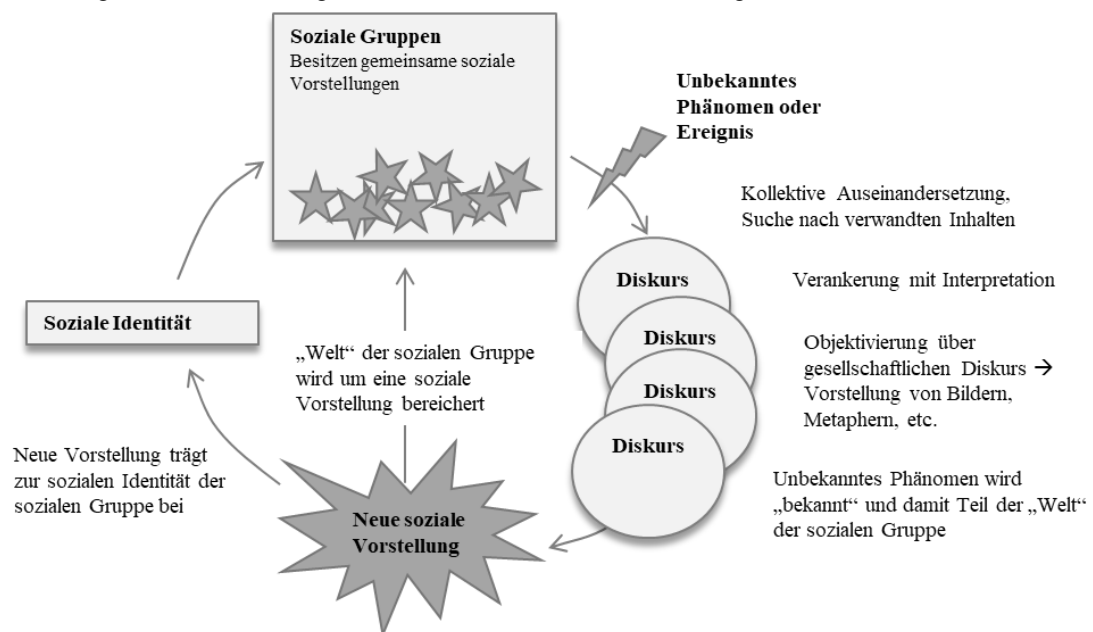 Soziale Gruppen
Besitzen gemeinsame soziale
Vorstellungen
Unbekanntes
Phänomen oder
Ereignis
Kollektive Auseinandersetzung,
Suche nach verwandten Inhalten
Diskurs
Verankerung mit Interpretation
Diskurs
Objektivierung über
gesellschaftlichen Diskurs →
Vorstellung von Bildern,
Metaphern, etc.
Diskurs
Diskurs
Unbekanntes Phänomen wird
„bekannt“ und damit Teil der „Welt“
der sozialen Gruppe
Neue soziale
Vorstellung
„Welt“ der sozialen Gruppe
wird um eine soziale
Vorstellung bereichert
Neue Vorstellung trägt
zur sozialen Identität der
sozialen Gruppe bei
Soziale Identität